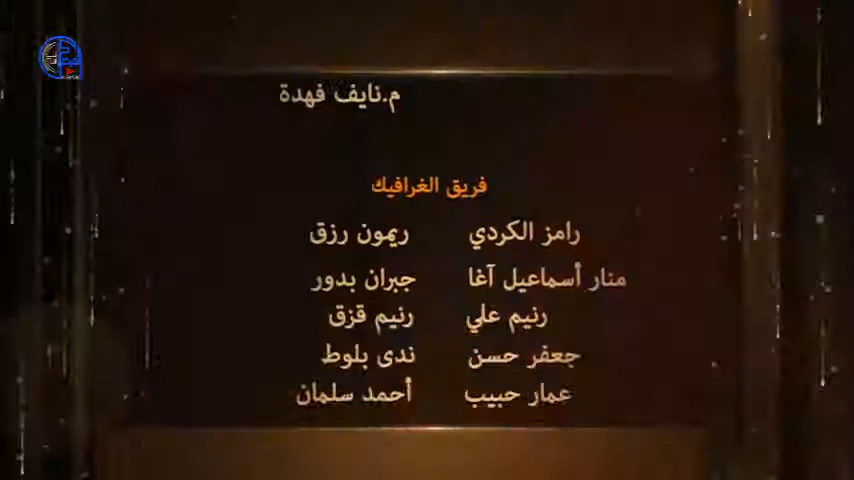 م.نايف فهدة
فريق الغرافيك
رامز الكردي ريمون رزق
منار أسماعيل آغا جبران بدور
رنيم علي رنيم قزق
جعفر حسن ندى بلوط
عمار حبيب أحمد سلمان